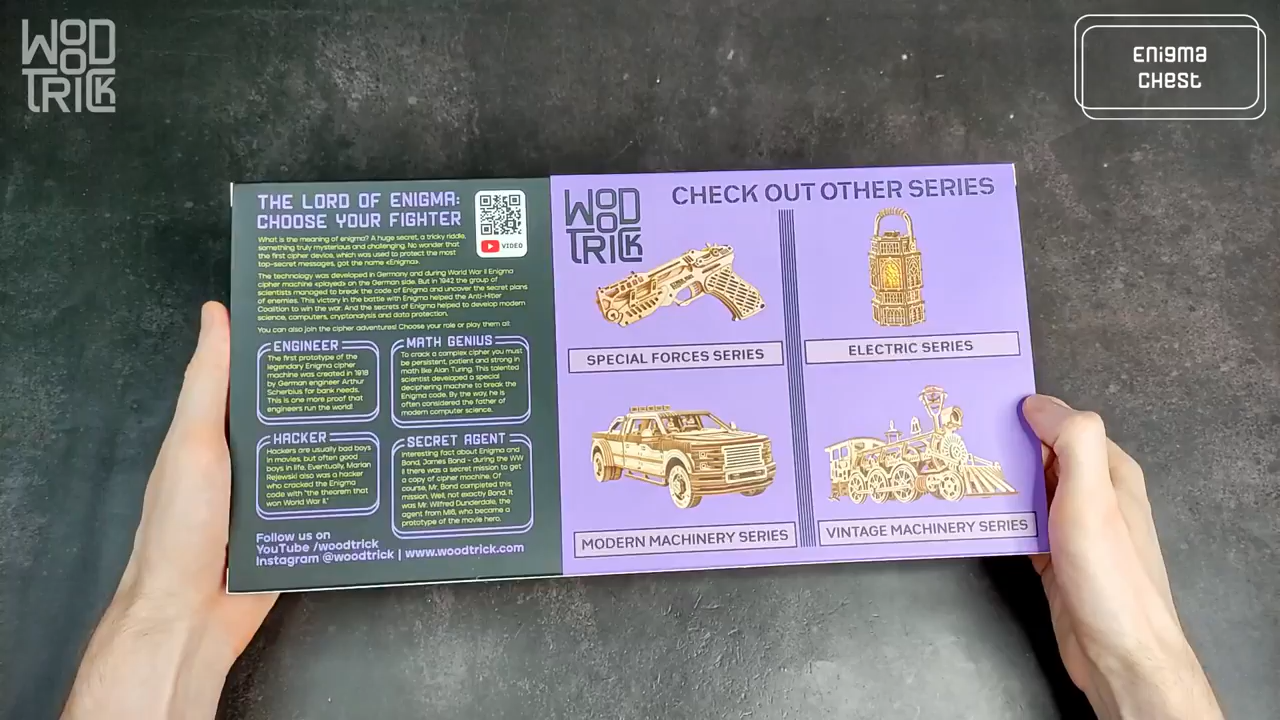 WOOD
TRICK
Enigma
Chest
THE LORD OF ENIGMA:
CHOOSE YOUR FIGHTER
VIDEO
What is the meaning of enigma? A huge secret, a tricky riddle,
something truly mysterious and challenging. No wonder that
the first cipher device, which was used to protect the most
top-secret messages, got the name «Enigma».
The technology was developed in Germany and during World War II Enigma
cipher machine «played» on the German side. But in 1942 the group of
scientists managed to break the code of Enigma and uncover the secret plans
of enemies. This victory in the battle with Enigma helped the Anti-Hitler
Coalition to win the war. And the secrets of Enigma helped to develop modern
science, computers, cryptonalysis and data protection.
You can also join the cipher adventures! Choose your role or play them all:
ENGINEER
The first prototype of the
legendary Enigma cipher
machine was created in 1918
by German engineer Arthur
Scherbius for bank needs.
This is one more proof that
engineers run the world!
MATH GENIUS
To crack a complex cipher you must
be persistent, patient and strong in
math like Alan Turing. This talented
scientist developed a special
deciphering machine to break the
Enigma code. By the way, he is
often considered the father of
modern computer science.
HACKER
Hackers are usually bad boys
in movies, but often good
boys in life. Eventually, Marian
Rejewski also was a hacker
who cracked the Enigma
code with "the theorem that
won World War II".
SECRET AGENT
Interesting fact about Enigma and
Bond, James Bond - during the WW
II there was a secret mission to get
a copy of cipher machine. Of
course, Mr. Bond completed this
mission. Well, not exactly Bond, it
was Mr. Wilfred Dunderdale, the
agent from MI6, who became a
prototype of the movie hero.
Follow us on
YouTube /woodtrick
Instagram @woodtrick | www.woodtrick.com
WOOD
TRICK
CHECK OUT OTHER SERIES
SPECIAL FORCES SERIES
ELECTRIC SERIES
MODERN MACHINERY SERIES
VINTAGE MACHINERY SERIES